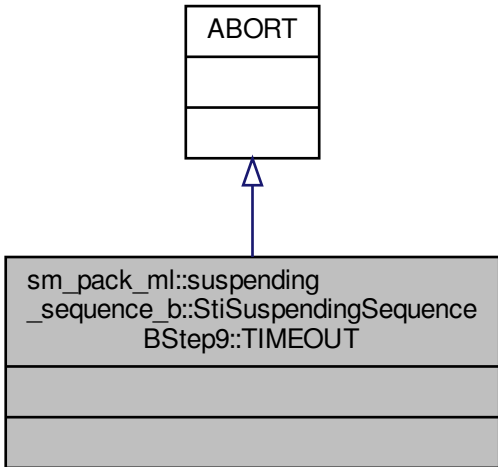 ABORT
sm_pack_ml::suspending
_sequence_b::StiSuspendingSequence
BStep9::TIMEOUT